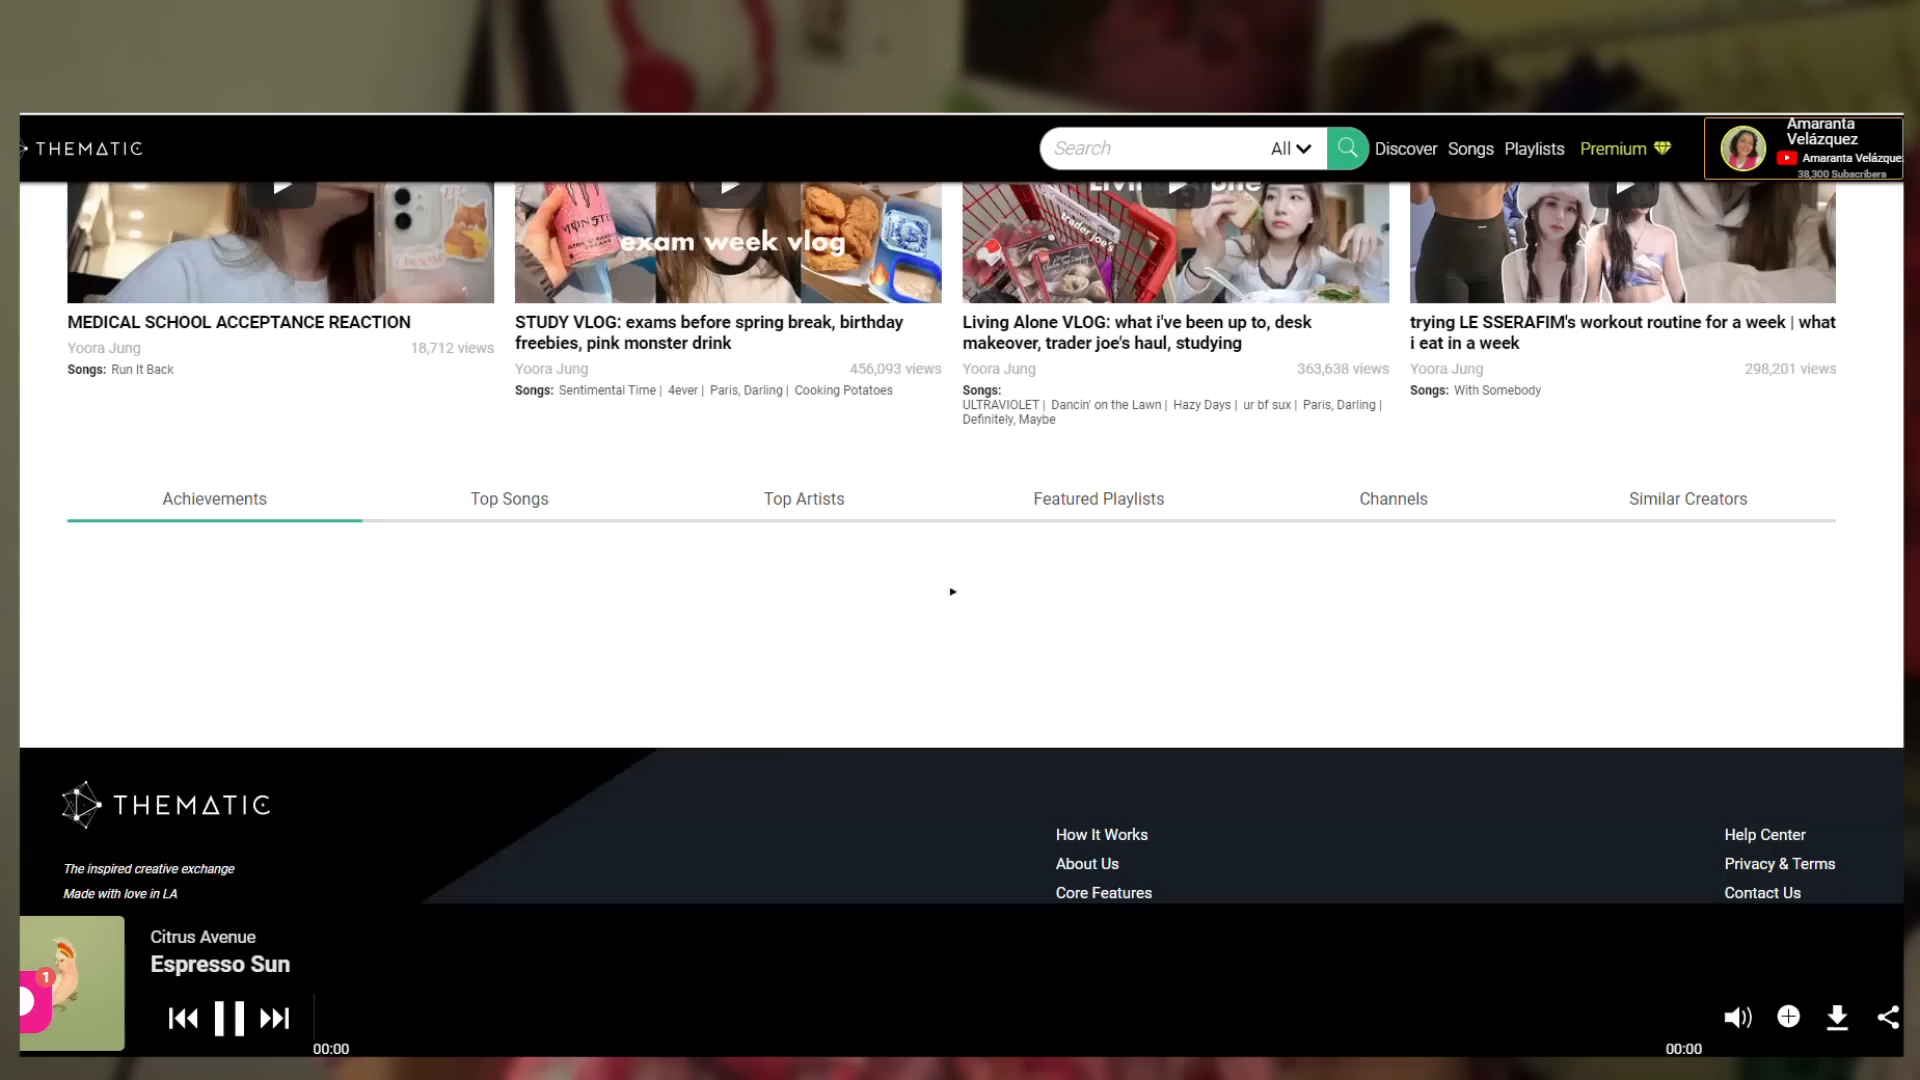 THEMATIC
Search
All
Discover
Songs
Playlists
Premium
Amaranta
Velázquez
Amaranta Velázque
38,300 Subscribers
MONSTER
exam week vlog
trader joe's
MEDICAL SCHOOL ACCEPTANCE REACTION
Yoora Jung
18,712 views
Songs: Run It Back
STUDY VLOG: exams before spring break, birthday
freebies, pink monster drink
Yoora Jung
456,093 views
Songs: Sentimental Time | 4ever | Paris, Darling | Cooking Potatoes
Living Alone VLOG: what i've been up to, desk
makeover, trader joe's haul, studying
Yoora Jung
363,638 views
Songs:
ULTRAVIOLET | Dancin' on the Lawn | Hazy Days | ur bf sux | Paris, Darling |
Definitely, Maybe
trying LE SSERAFIM's workout routine for a week | what
i eat in a week
Yoora Jung
298,201 views
Songs: With Somebody
Achievements
Top Songs
Top Artists
Featured Playlists
Channels
Similar Creators
THEMATIC
The inspired creative exchange
Made with love in LA
How It Works
About Us
Core Features
Help Center
Privacy & Terms
Contact Us
1
Citrus Avenue
Espresso Sun
00:00
00:00